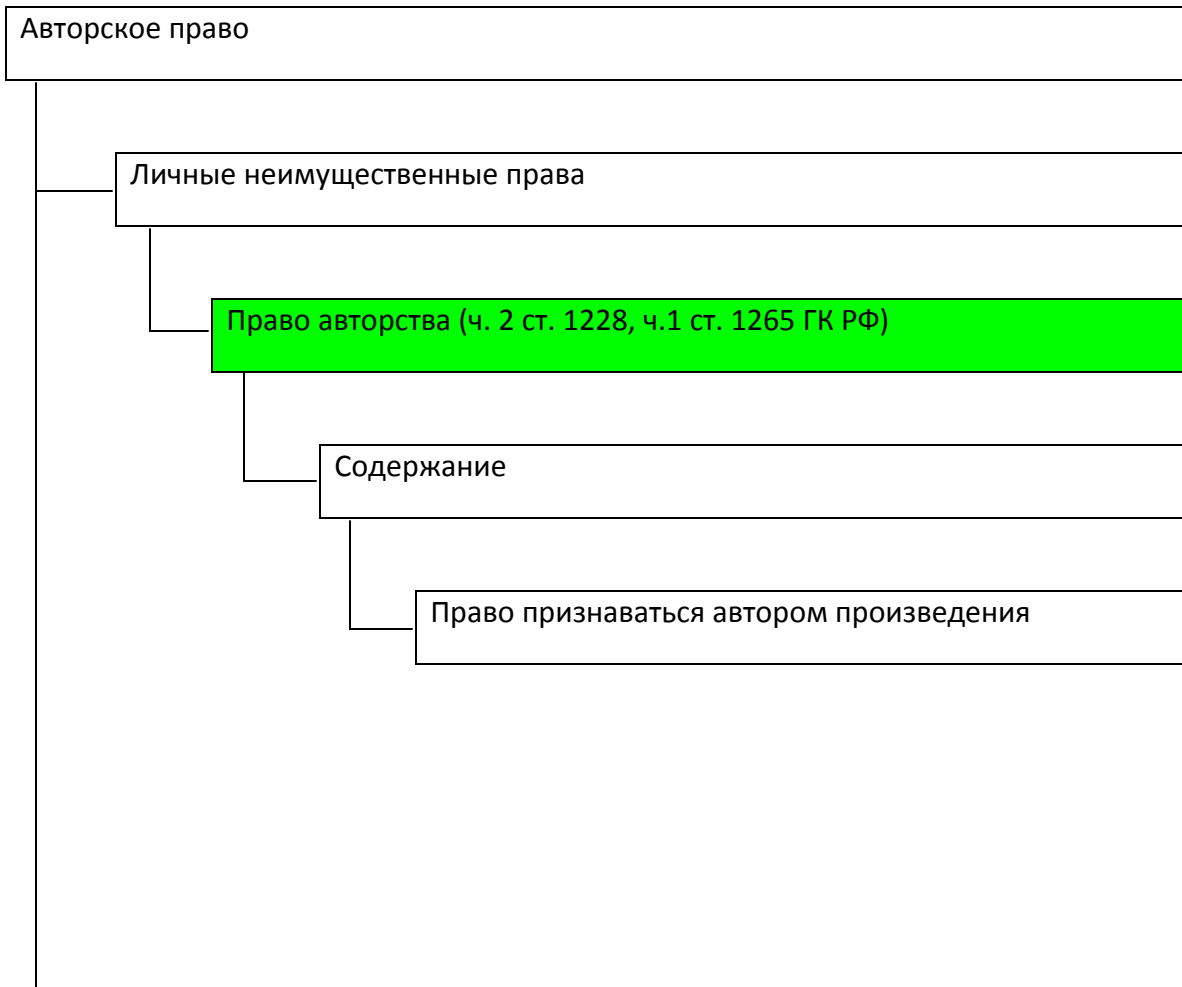 Авторское право
Личные неимущественные права
Право авторства (ч. 2 ст. 1228, ч.1 ст. 1265 ГК РФ)
Содержание
Право признаваться автором произведения